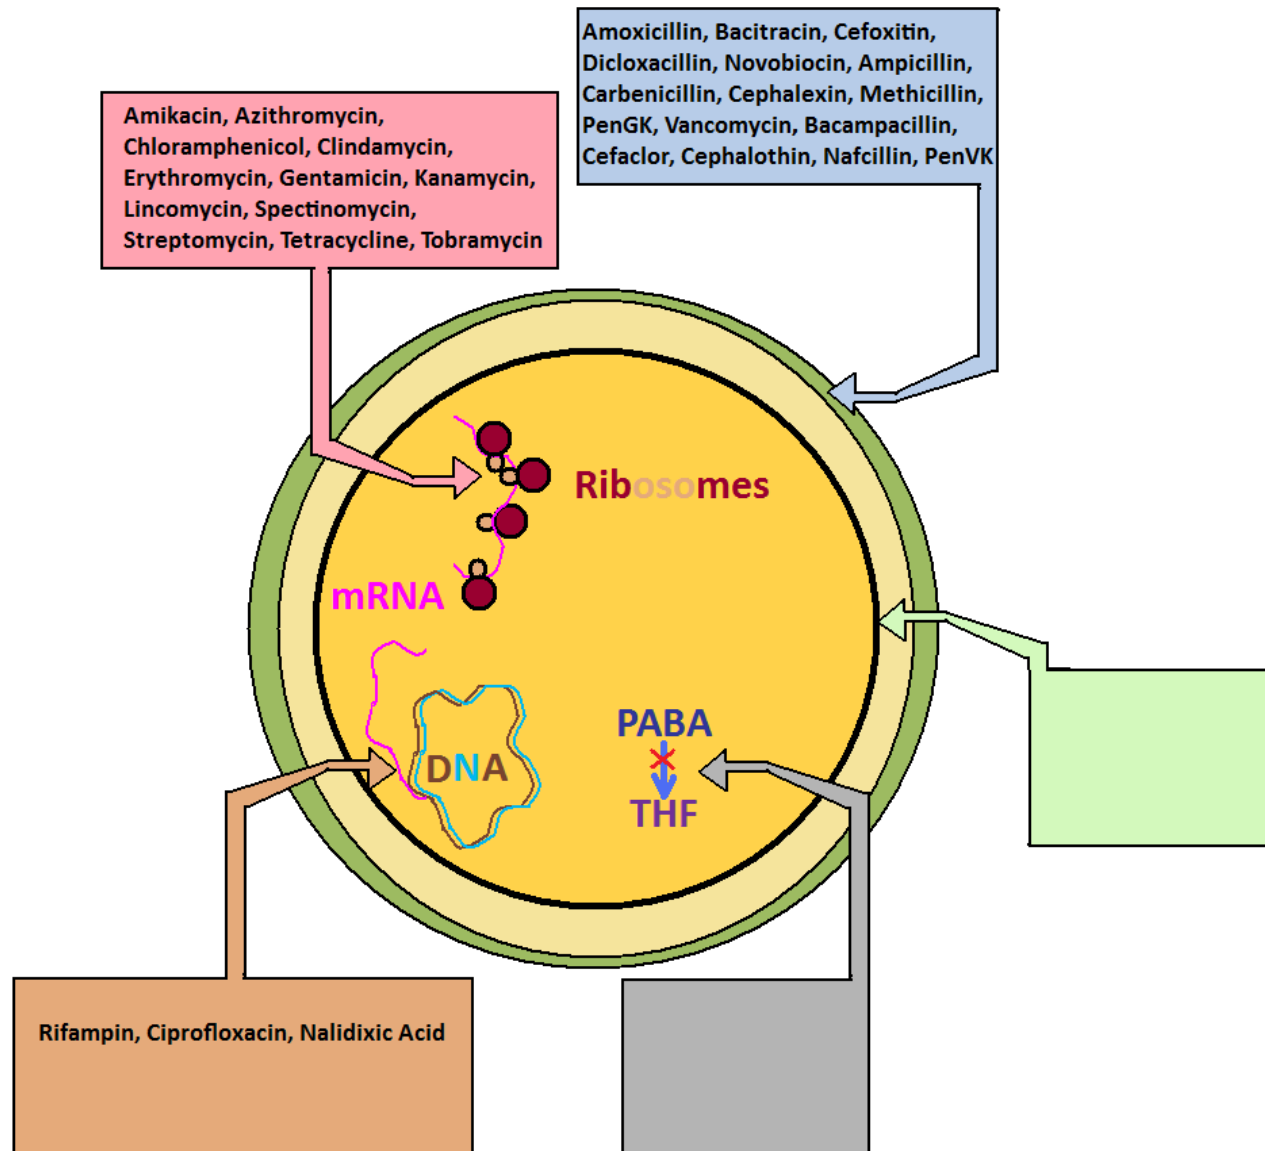 Amoxicillin, Bacitracin, Cefoxitin,
Dicloxacillin, Novobiocin, Ampicillin,
Carbenicillin, Cephalexin, Methicillin,
PenGK, Vancomycin, Bacampacillin,
Cefaclor, Cephalothin, Nafcillin, PenVK
Amikacin, Azithromycin,
Chloramphenicol, Clindamycin,
Erythromycin, Gentamicin, Kanamycin,
Lincomycin, Spectinomycin,
Streptomycin, Tetracycline, Tobramycin
Ribosomes
mRNA
PABA
DNA
THF
Rifampin, Ciprofloxacin, Nalidixic Acid